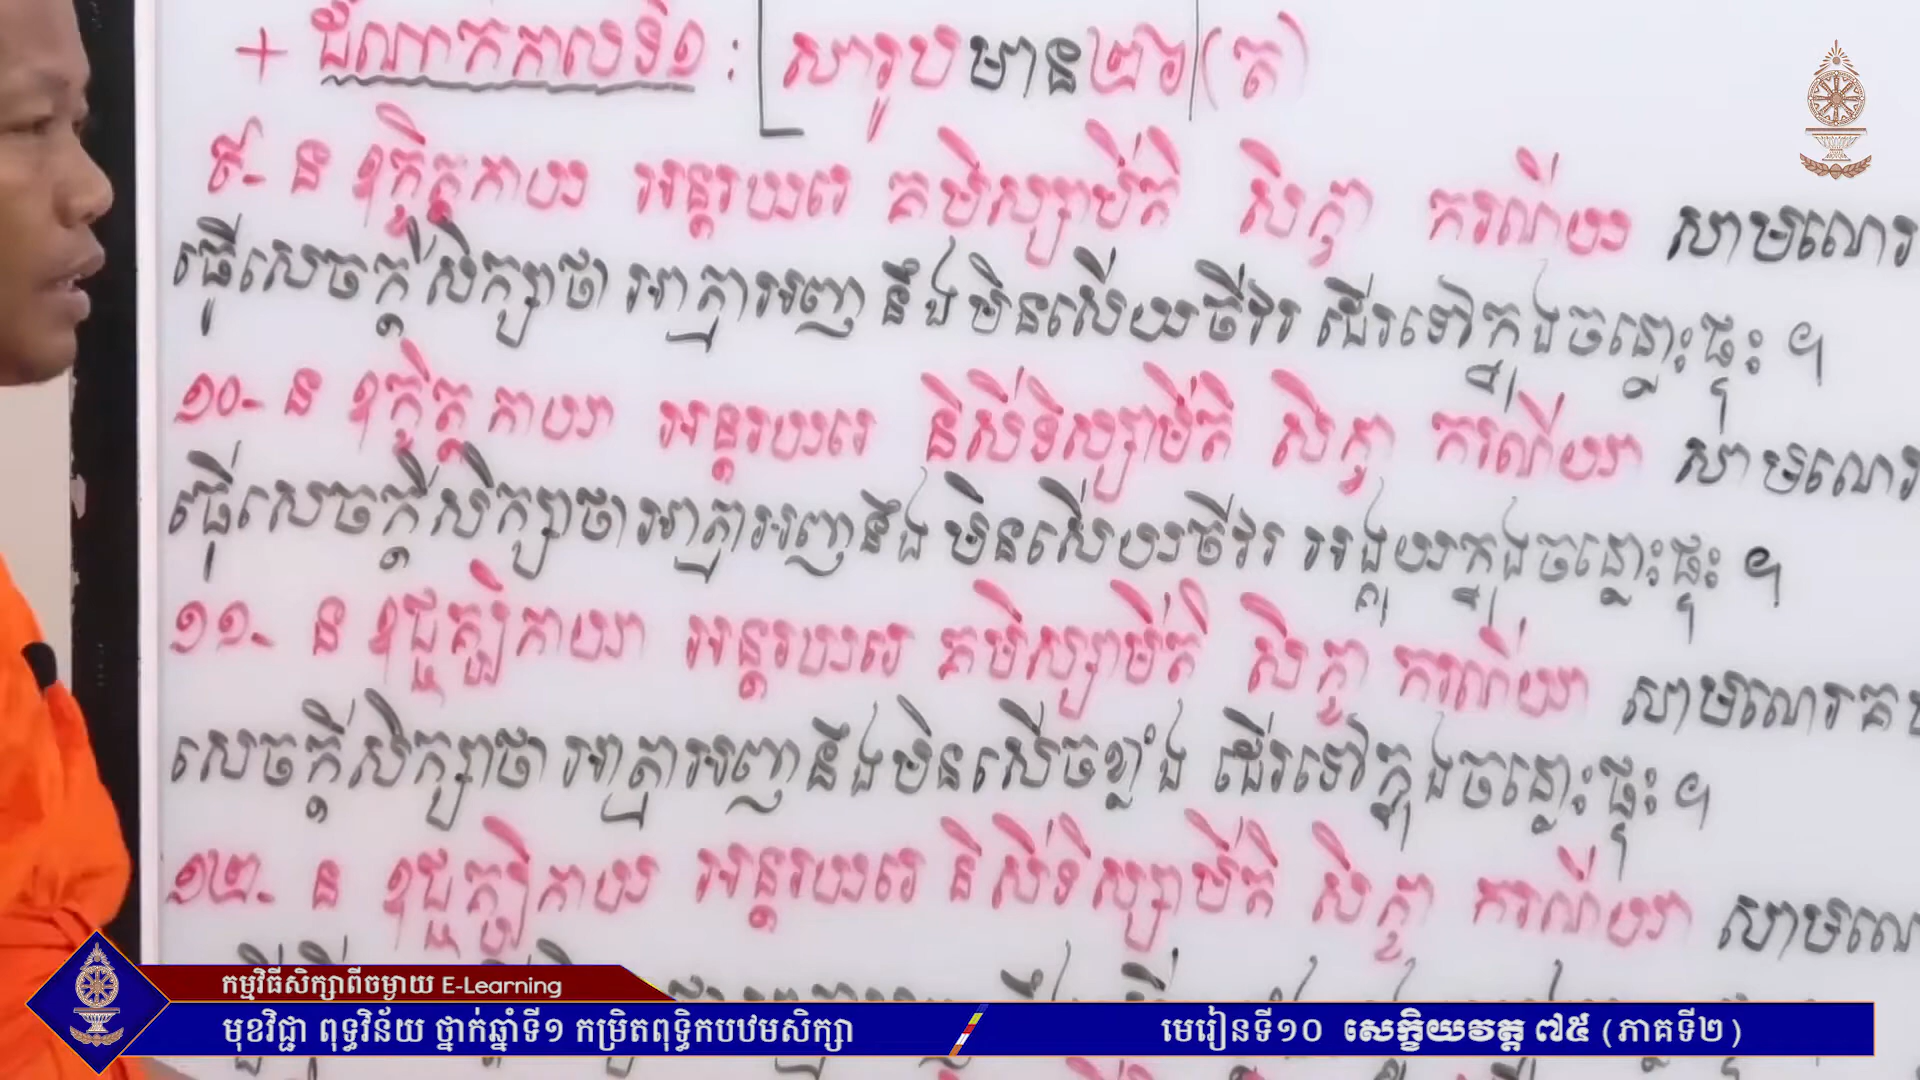 + ដំណាក់កាលទី១ : [ សារូបមាន២៦ (ត)
៩- ន ឧក្ខិត្តកាយ អន្តរឃរេ គមិស្សាមីតិ សិក្ខា ករណីយ សាមណេរ
ធ្វើសេចក្តីសិក្សាថា អាត្មាអញ នឹងមិនសើយចីវរ ដើរទៅក្នុងចន្លោះផ្ទះ ។
១០- ន ឧក្ខិត្ត កាយា អន្តរឃរេ និសីទិស្សាមីតិ សិក្ខា ករណីយា សាមណេរ
ធ្វើសេចក្តីសិក្សាថា អាត្មាអញនឹង មិនសើយចីវរ អង្គុយក្នុងចន្លោះផ្ទះ ។
១១- ន ឧជ្ជគ្ឃិកាយា អន្តរឃរេ គមិស្សាមីតិ សិក្ខា ករណីយា សាមណេរគប
សេចក្តីសិក្សាថា អាត្មាអញនឹងមិនសើចខ្លាំង ដើរទៅក្នុងចន្លោះផ្ទះ ។
១២- ន ឧជ្ជគ្ឃិកាយ អន្តរឃរេ និសីទិស្សាមីតិ សិក្ខា ករណីយា សាមណេ
កម្មវិធីសិក្សាពីចម្ងាយ E-Learning
មុខវិជ្ជា ពុទ្ធវិន័យ ថ្នាក់ឆ្នាំទី១ កម្រិតពុទ្ធិកបឋមសិក្សា
មេរៀនទី១០ សេក្ខិយវត្ត ៧៥ (ភាគទី២)